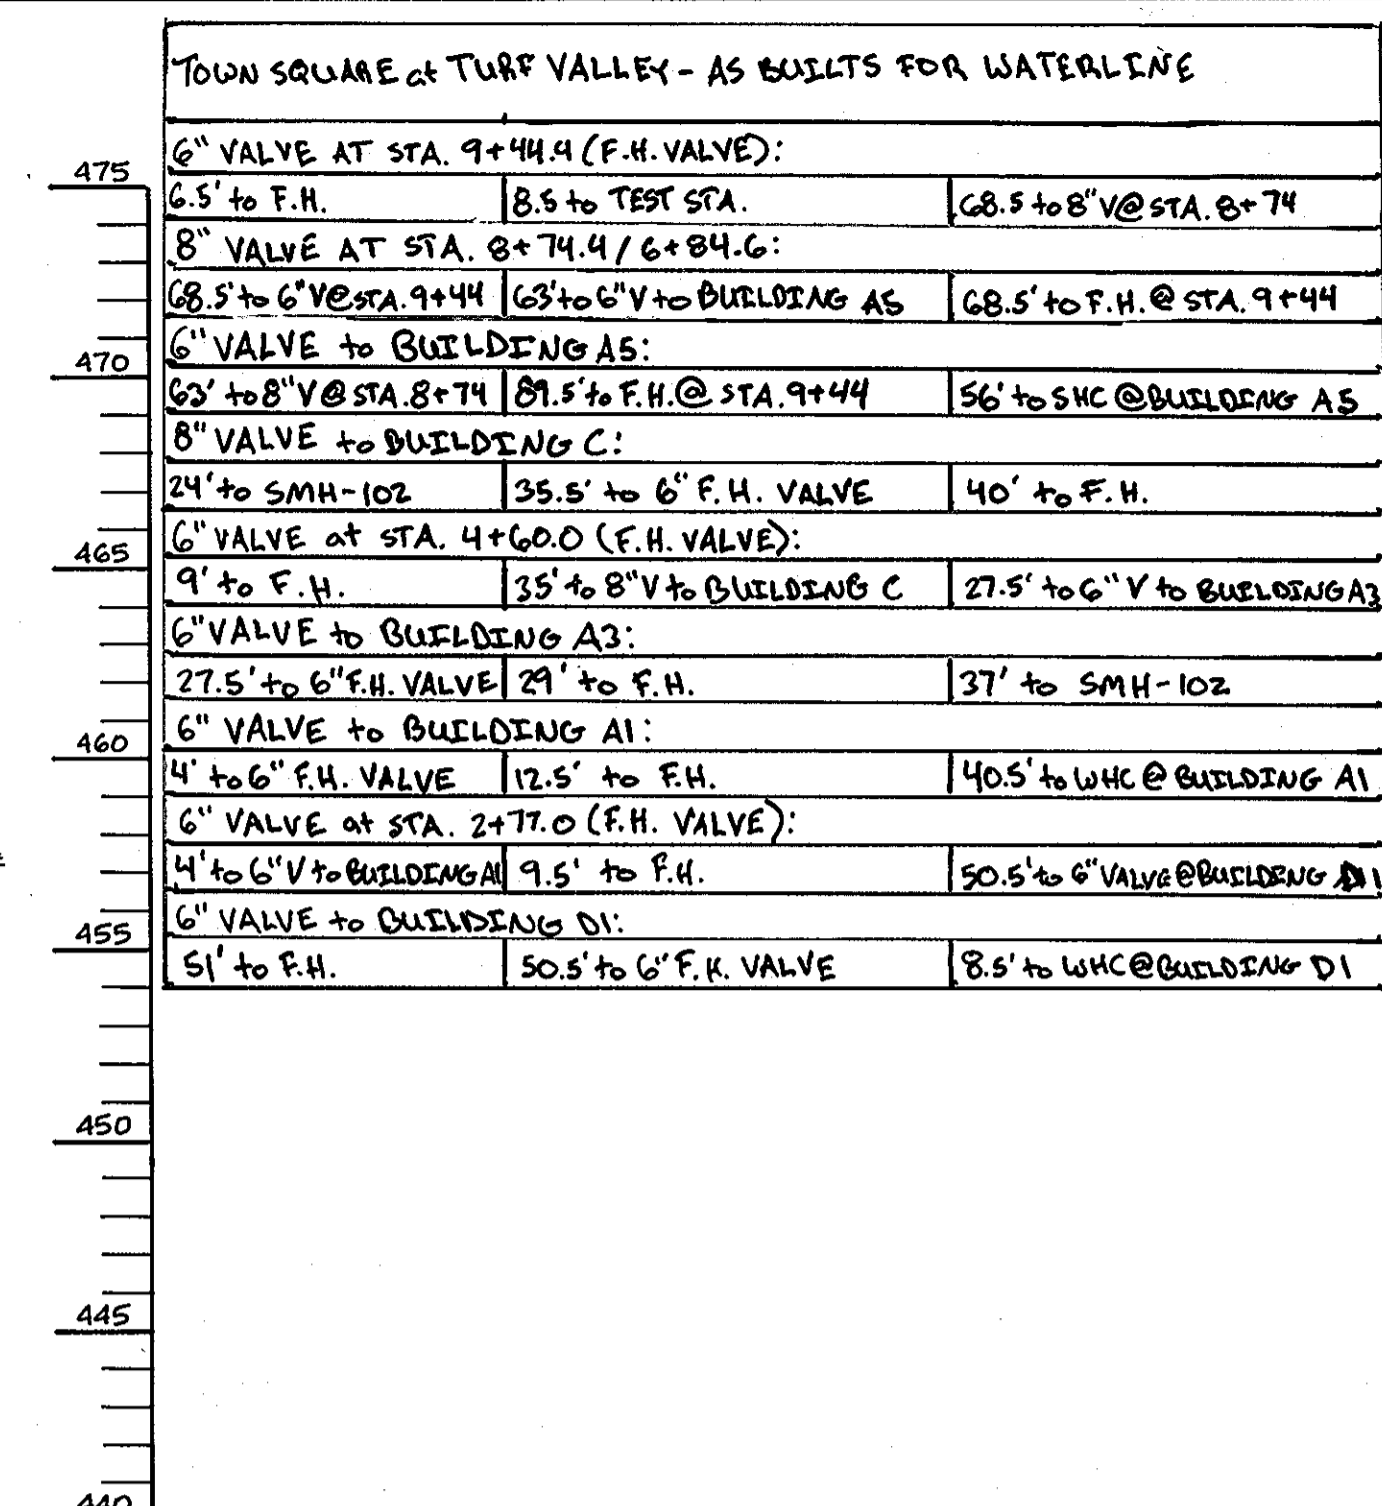 TOWN SQUARE at TURF VALLEY - AS BUILTS FOR WATERLINE
6" VALVE AT STA. 9+44.4 (F.H. VALVE):
475
6.5' to F.H. 8.5 to TEST STA. 68.5 to 8" V@ STA. 8+74
8" VALVE AT STA. 8+74.4 / 6+84.6:
68.5' to 6" V@STA. 9+44 63' to 6" V to BUILDING A5 68.5' to F.H. @ STA. 9+44
6" VALVE to BUILDING A5:
470
63' to 8" V @ STA. 8+74 89.5' to F.H. @ STA. 9+44 56' to SHC @BUILDING A5
8" VALVE to BUILDING C:
24' to SMH-102 35.5' to 6" F.H. VALVE 40' to F.H.
6" VALVE at STA. 4+60.0 (F.H. VALVE):
465
9' to F.H. 35' to 8" V to BUILDING C 27.5' to 6" V to BUILDING A3
6" VALVE to BUILDING A3:
27.5' to 6" F.H. VALVE 29' to F.H. 37' to SMH-102
6" VALVE to BUILDING A1:
460
4' to 6" F.H. VALVE 12.5' to F.H. 40.5' to WHC @ BUILDING A1
6" VALVE at STA. 2+77.0 (F.H. VALVE):
4' to 6" V to BUILDING A1 9.5' to F.H. 50.5' to 6" VALVE @BUILDING D1
6" VALVE to BUILDING D1:
455
51' to F.H. 50.5' to 6" F.H. VALVE 8.5' to WHC@BUILDING D1
450
445
440